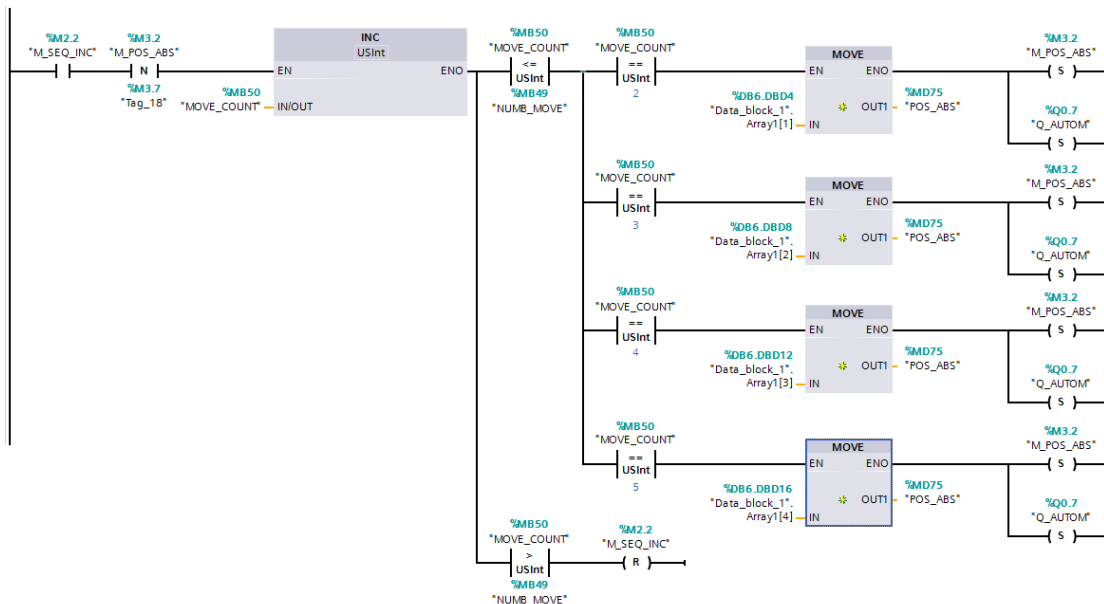 %M2.2
"M_SEQ_INC"
%M3.2
"M_POS_ABS"
N
%M3.7
"Tag_18"
INC
USInt
EN
ENO
%MB50
"MOVE_COUNT"
IN/OUT
%MB50
"MOVE_COUNT"
<=
USInt
%MB49
"NUMB_MOVE"
%MB50
"MOVE_COUNT"
==
USInt
2
MOVE
EN
ENO
%DB6.DBD4
"Data_block_1".
Array1[1]
IN
OUT1
%MD75
"POS_ABS"
%M3.2
"M_POS_ABS"
S
%Q0.7
"Q_AUTOM"
S
%MB50
"MOVE_COUNT"
==
USInt
3
MOVE
EN
ENO
%DB6.DBD8
"Data_block_1".
Array1[2]
IN
OUT1
%MD75
"POS_ABS"
%M3.2
"M_POS_ABS"
S
%Q0.7
"Q_AUTOM"
S
%MB50
"MOVE_COUNT"
==
USInt
4
MOVE
EN
ENO
%DB6.DBD12
"Data_block_1".
Array1[3]
IN
OUT1
%MD75
"POS_ABS"
%M3.2
"M_POS_ABS"
S
%Q0.7
"Q_AUTOM"
S
%MB50
"MOVE_COUNT"
==
USInt
5
MOVE
EN
ENO
%DB6.DBD16
"Data_block_1".
Array1[4]
IN
OUT1
%MD75
"POS_ABS"
%M3.2
"M_POS_ABS"
S
%Q0.7
"Q_AUTOM"
S
%MB50
"MOVE_COUNT"
>
USInt
%MB49
"NUMB_MOVE"
%M2.2
"M_SEQ_INC"
R